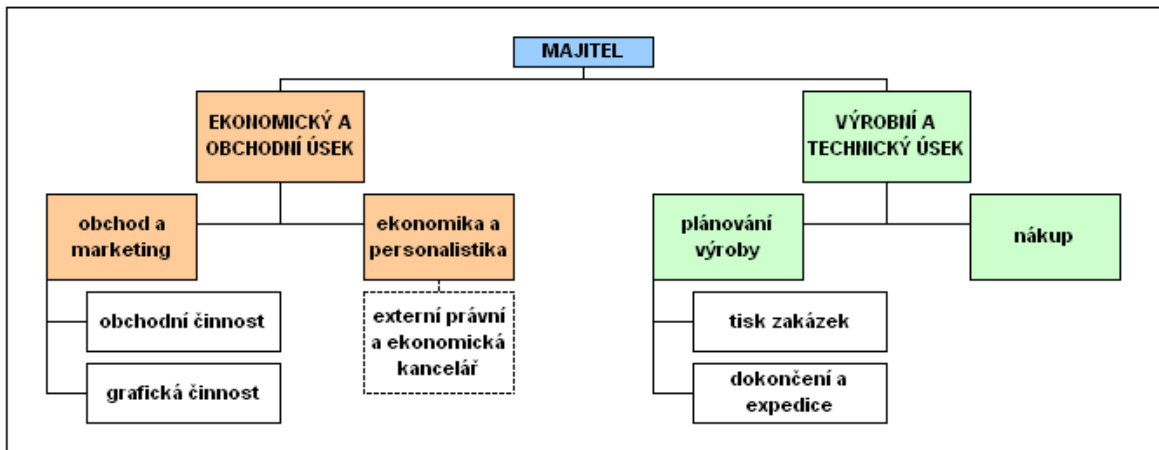 MAJITEL
EKONOMICKÝ A
OBCHODNÍ ÚSEK
VÝROBNÍ A
TECHNICKÝ ÚSEK
obchod a
marketing
ekonomika a
personalistika
plánování
výroby
nákup
obchodní činnost
grafická činnost
externí právní
a ekonomická
kancelář
tisk zakázek
dokončení a
expedice